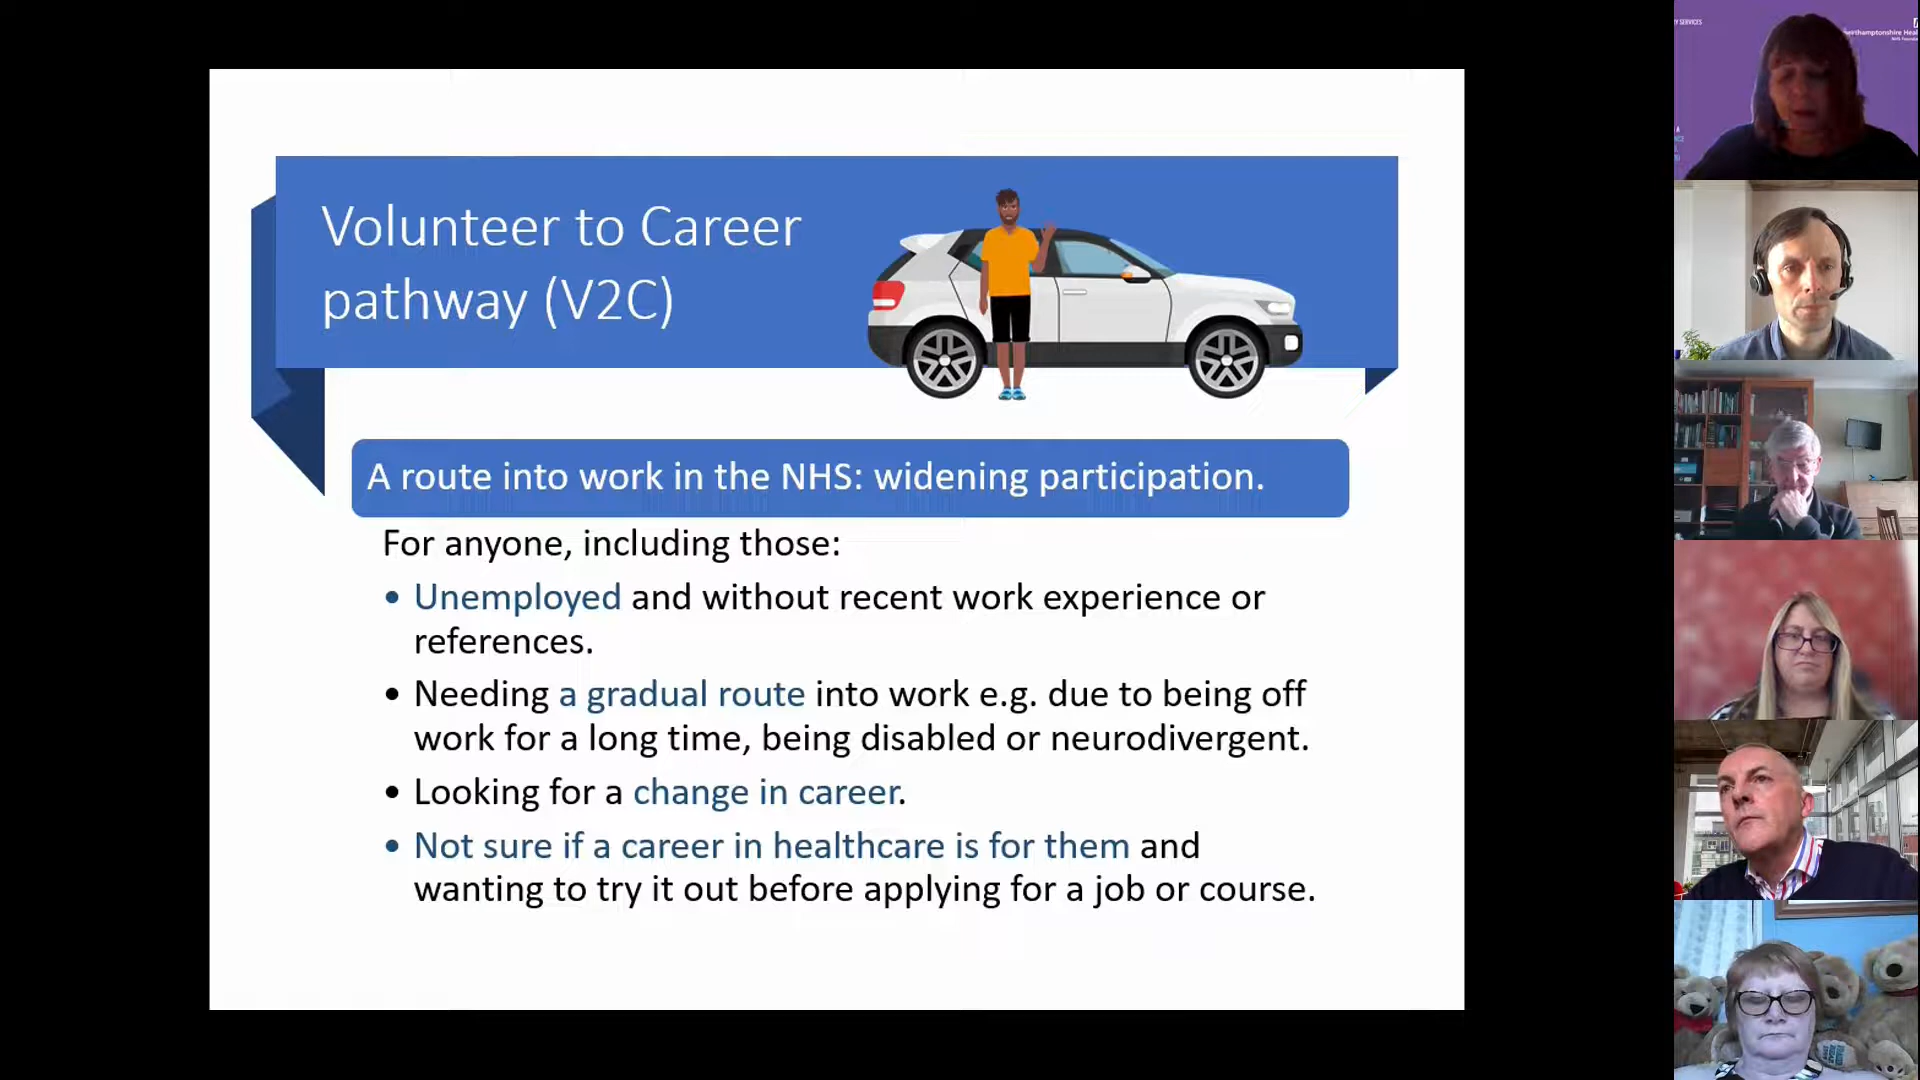 Volunteer to Career
pathway (V2C)
A route into work in the NHS: widening participation.
For anyone, including those:
• Unemployed and without recent work experience or
references.
• Needing a gradual route into work e.g. due to being off
work for a long time, being disabled or neurodivergent.
• Looking for a change in career.
• Not sure if a career in healthcare is for them and
wanting to try it out before applying for a job or course.
SERVICES